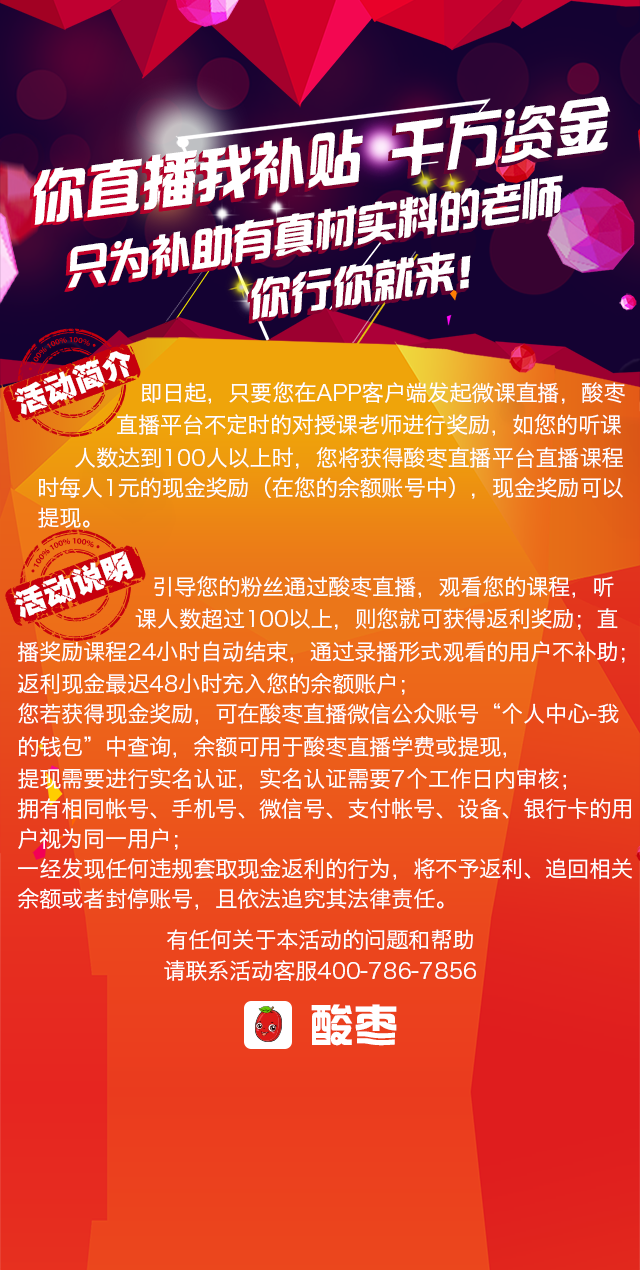 你直播我补贴 千万资金
只为补助有真材实料的老师
你行你就来！
100%100%100%
活动简介
即日起，只要您在APP客户端发起微课直播，酸枣
直播平台不定时的对授课老师进行奖励，如您的听课
人数达到100人以上时，您将获得酸枣直播平台直播课程
时每人1元的现金奖励（在您的余额账号中），现金奖励可以
提现。
100% 100% 100%
活动说明
引导您的粉丝通过酸枣直播，观看您的课程，听
课人数超过100以上，则您就可获得返利奖励；直
播奖励课程24小时自动结束，通过录播形式观看的用户不补助；
返利现金最迟48小时充入您的余额账户；
您若获得现金奖励，可在酸枣直播微信公众账号“个人中心-我
的钱包”中查询，余额可用于酸枣直播学费或提现，
提现需要进行实名认证，实名认证需要7个工作日内审核；
拥有相同帐号、手机号、微信号、支付帐号、设备、银行卡的用
户视为同一用户；
一经发现任何违规套取现金返利的行为，将不予返利、追回相关
余额或者封停账号，且依法追究其法律责任。
有任何关于本活动的问题和帮助
请联系活动客服400-786-7856
酸枣